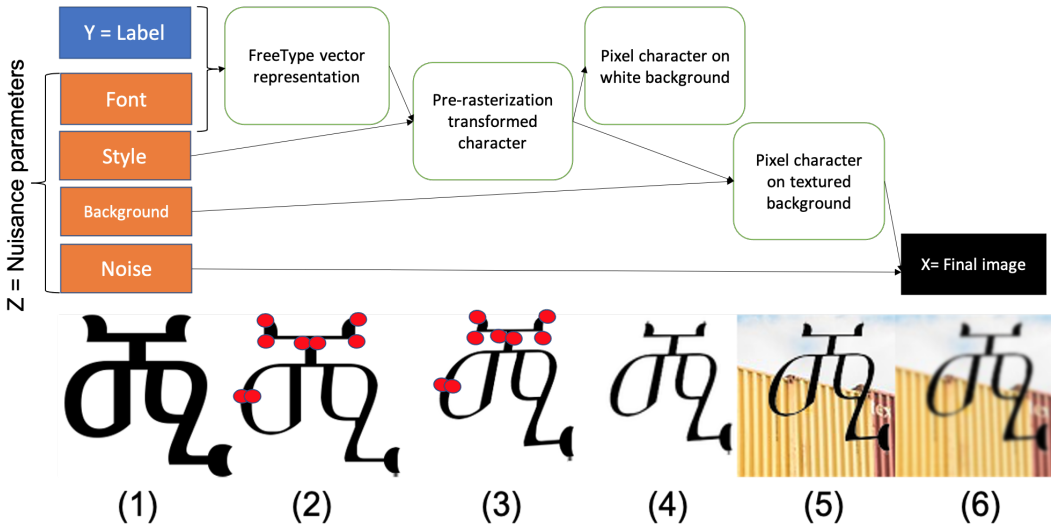 Y = Label
Font
Style
Background
Noise
Z = Nuisance parameters
FreeType vector
representation
Pre-rasterization
transformed
character
Pixel character on
white background
Pixel character
on textured
background
X= Final image
(1)
(2)
(3)
(4)
(5)
(6)